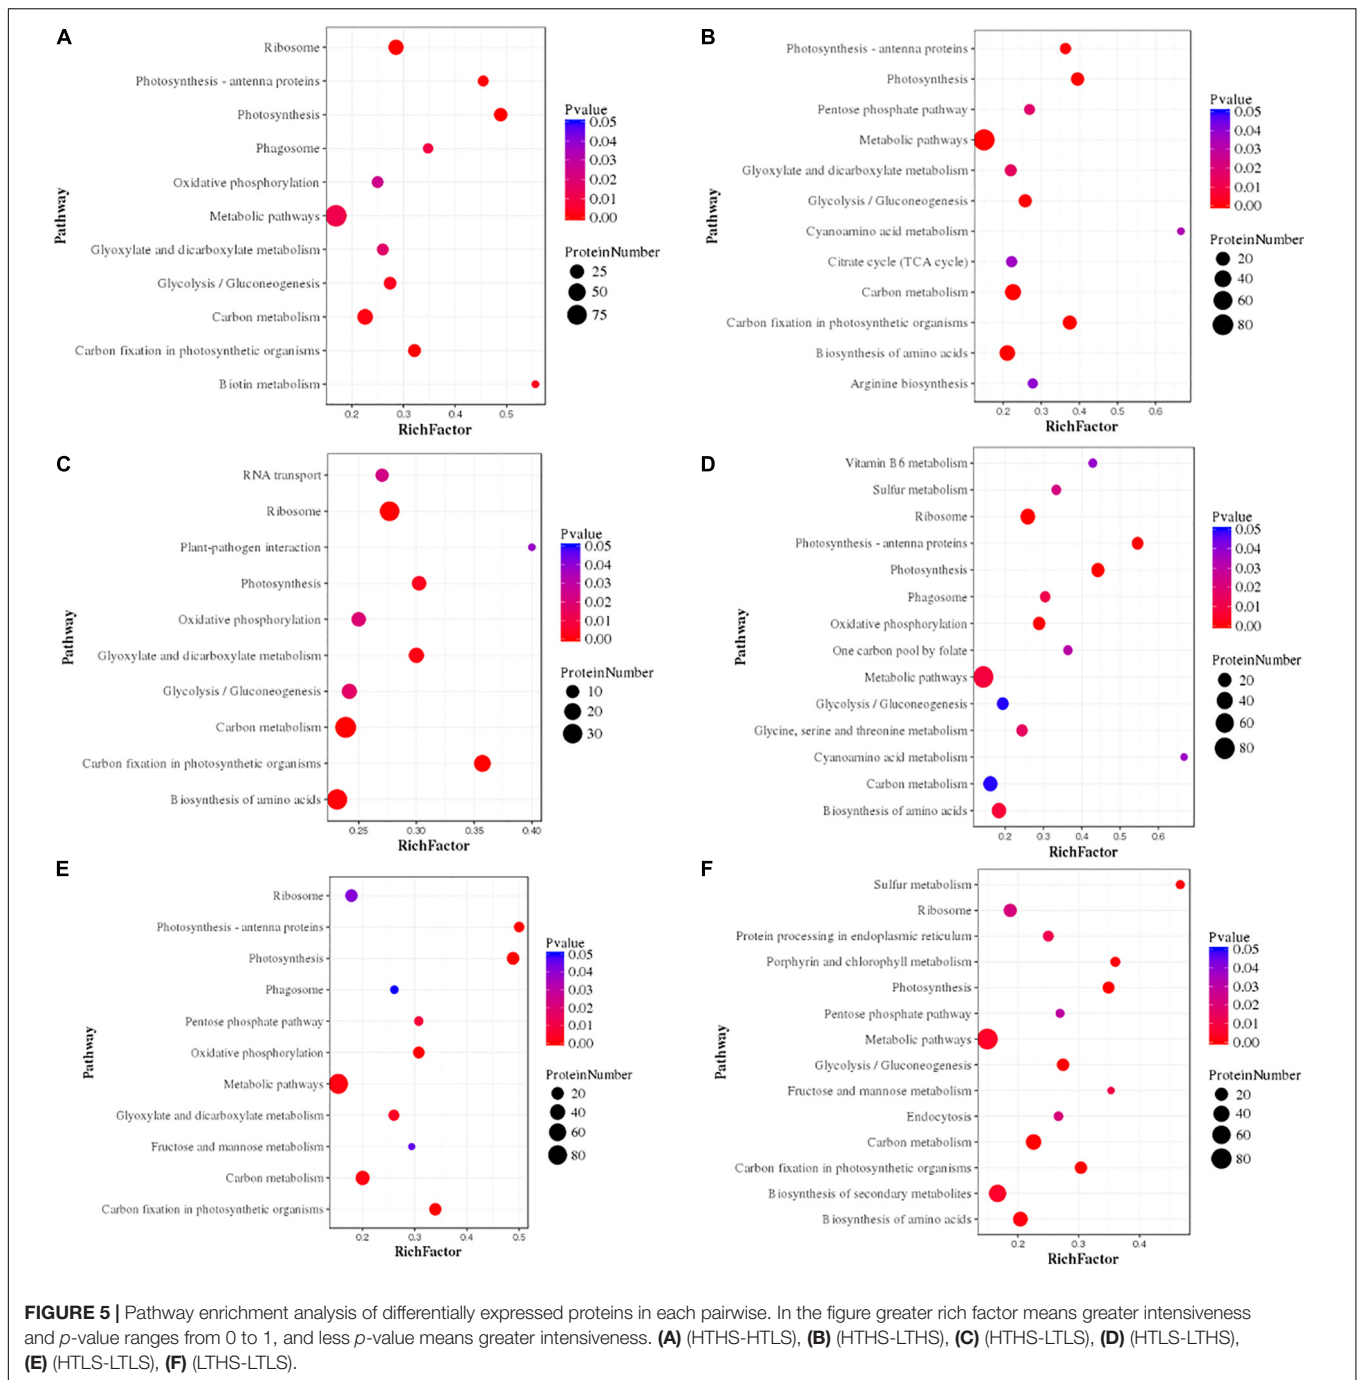 A
Pathway
Ribosome
Photosynthesis - antenna proteins
Photosynthesis
Phagosome
Oxidative phosphorylation
Metabolic pathways
Glyoxylate and dicarboxylate metabolism
Glycolysis / Gluconeogenesis
Carbon metabolism
Carbon fixation in photosynthetic organisms
Biotin metabolism
0.2 0.3 0.4 0.5
RichFactor
Pvalue
0.05
0.04
0.03
0.02
0.01
0.00
ProteinNumber
25
50
75
B
Pathway
Photosynthesis - antenna proteins
Photosynthesis
Pentose phosphate pathway
Metabolic pathways
Glyoxylate and dicarboxylate metabolism
Glycolysis / Gluconeogenesis
Cyanoamino acid metabolism
Citrate cycle (TCA cycle)
Carbon metabolism
Carbon fixation in photosynthetic organisms
Biosynthesis of amino acids
Arginine biosynthesis
0.2 0.3 0.4 0.5 0.6
RichFactor
Pvalue
0.05
0.04
0.03
0.02
0.01
0.00
ProteinNumber
20
40
60
80
C
Pathway
RNA transport
Ribosome
Plant-pathogen interaction
Photosynthesis
Oxidative phosphorylation
Glyoxylate and dicarboxylate metabolism
Glycolysis / Gluconeogenesis
Carbon metabolism
Carbon fixation in photosynthetic organisms
Biosynthesis of amino acids
0.25 0.30 0.35 0.40
RichFactor
Pvalue
0.05
0.04
0.03
0.02
0.01
0.00
ProteinNumber
10
20
30
D
Pathway
Vitamin B6 metabolism
Sulfur metabolism
Ribosome
Photosynthesis - antenna proteins
Photosynthesis
Phagosome
Oxidative phosphorylation
One carbon pool by folate
Metabolic pathways
Glycolysis / Gluconeogenesis
Glycine, serine and threonine metabolism
Cyanoamino acid metabolism
Carbon metabolism
Biosynthesis of amino acids
0.2 0.3 0.4 0.5 0.6
RichFactor
Pvalue
0.05
0.04
0.03
0.02
0.01
0.00
ProteinNumber
20
40
60
80
E
Pathway
Ribosome
Photosynthesis - antenna proteins
Photosynthesis
Phagosome
Pentose phosphate pathway
Oxidative phosphorylation
Metabolic pathways
Glyoxylate and dicarboxylate metabolism
Fructose and mannose metabolism
Carbon metabolism
Carbon fixation in photosynthetic organisms
0.2 0.3 0.4 0.5
RichFactor
Pvalue
0.05
0.04
0.03
0.02
0.01
0.00
ProteinNumber
20
40
60
80
F
Pathway
Sulfur metabolism
Ribosome
Protein processing in endoplasmic reticulum
Porphyrin and chlorophyll metabolism
Photosynthesis
Pentose phosphate pathway
Metabolic pathways
Glycolysis / Gluconeogenesis
Fructose and mannose metabolism
Endocytosis
Carbon metabolism
Carbon fixation in photosynthetic organisms
Biosynthesis of secondary metabolites
Biosynthesis of amino acids
0.2 0.3 0.4
RichFactor
Pvalue
0.05
0.04
0.03
0.02
0.01
0.00
ProteinNumber
20
40
60
80
FIGURE 5 | Pathway enrichment analysis of differentially expressed proteins in each pairwise. In the figure greater rich factor means greater intensiveness
and p-value ranges from 0 to 1, and less p-value means greater intensiveness. (A) (HTHS-HTLS), (B) (HTHS-LTHS), (C) (HTHS-LTLS), (D) (HTLS-LTHS),
(E) (HTLS-LTLS), (F) (LTHS-LTLS).